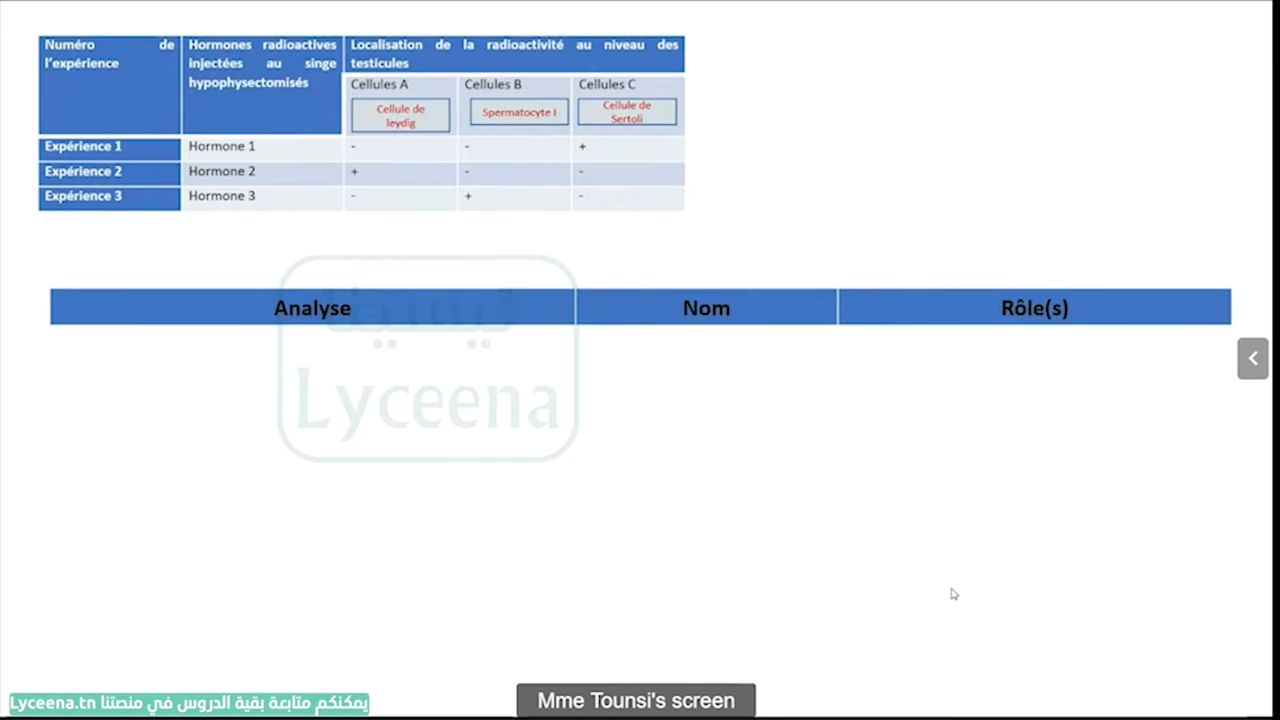 Numéro de
l’expérience
Hormones radioactives
injectées au singe
hypophysectomisés
Localisation de la radioactivité au niveau des
testicules
Cellules A
Cellules B
Cellules C
Cellule de
leydig
Spermatocyte I
Cellule de
Sertoli
Expérience 1
Hormone 1
-
-
+
Expérience 2
Hormone 2
+
-
-
Expérience 3
Hormone 3
-
+
-
Analyse
Nom
Rôle(s)
ليسينا
Lyceena
يمكنكم متابعة بقية الدروس في منصتنا Lyceena.tn
Mme Tounsi's screen